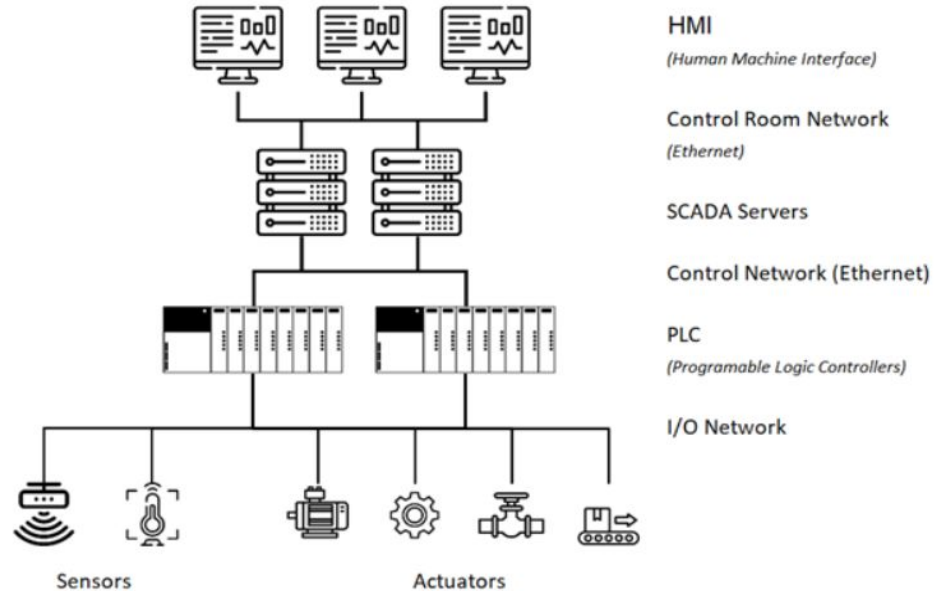 HMI
(Human Machine Interface)
Control Room Network
(Ethernet)
SCADA Servers
Control Network (Ethernet)
PLC
(Programable Logic Controllers)
I/O Network
Sensors
Actuators